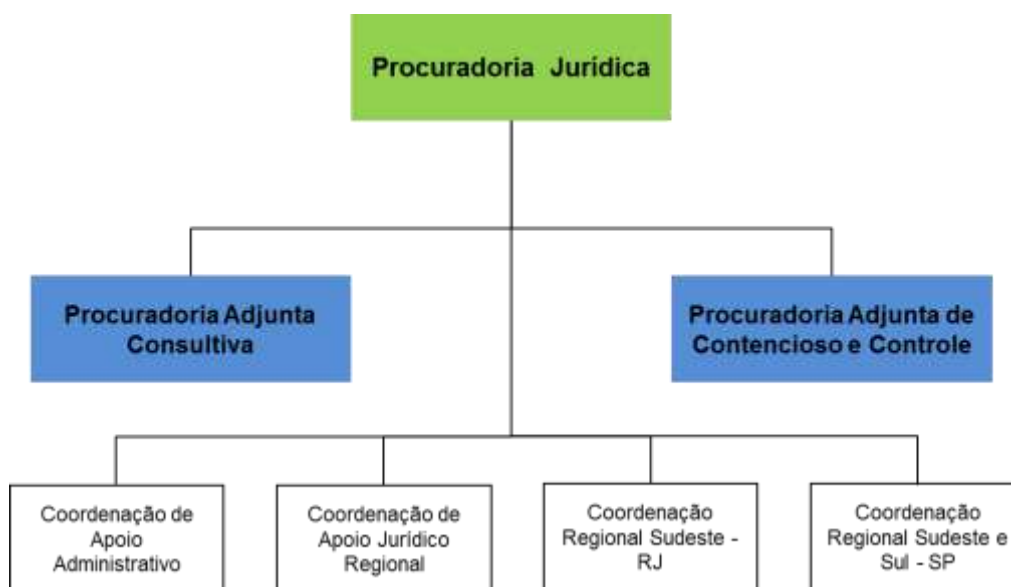 Procuradoria Jurídica
Procuradoria Adjunta
Consultiva
Procuradoria Adjunta de
Contencioso e Controle
Coordenação de
Apoio
Administrativo
Coordenação de
Apoio Jurídico
Regional
Coordenação
Regional Sudeste -
RJ
Coordenação
Regional Sudeste e
Sul - SP